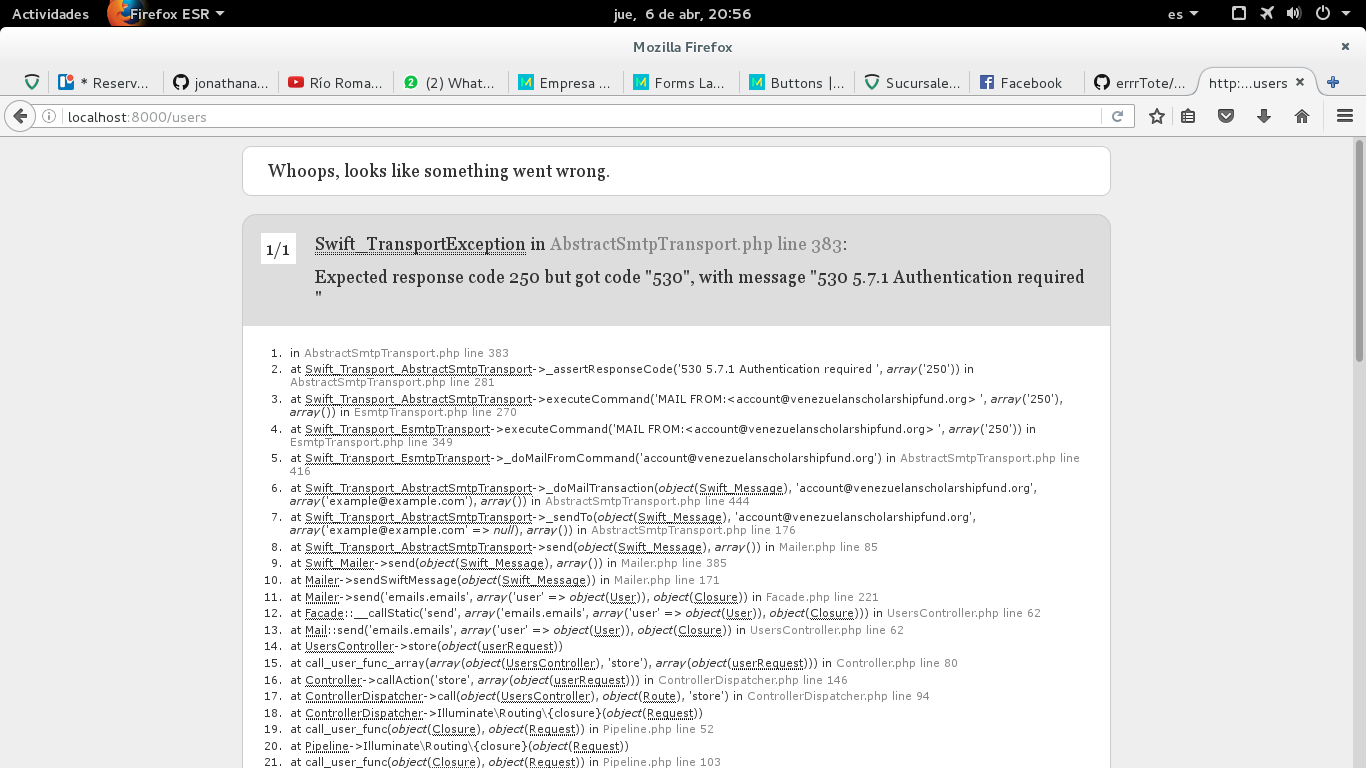 Actividades Firefox ESR jue, 6 de abr, 20:56 es
Mozilla Firefox
* Reserv... jonathana... Río Roma... (2) What... Empresa ... Forms La... Buttons |... Sucursale... Facebook errrTote/... http:...users
localhost:8000/users
Whoops, looks like something went wrong.
1/1
Swift_TransportException in AbstractSmtpTransport.php line 383:
Expected response code 250 but got code "530", with message "530 5.7.1 Authentication required
"
1. in AbstractSmtpTransport.php line 383
2. at Swift_Transport_AbstractSmtpTransport->_assertResponseCode('530 5.7.1 Authentication required ', array('250')) in
AbstractSmtpTransport.php line 281
3. at Swift_Transport_AbstractSmtpTransport->executeCommand('MAIL FROM:<account@venezuelanscholarshipfund.org> ', array('250'),
array()) in EsmtpTransport.php line 270
4. at Swift_Transport_EsmtpTransport->executeCommand('MAIL FROM:<account@venezuelanscholarshipfund.org> ', array('250')) in
EsmtpTransport.php line 349
5. at Swift_Transport_EsmtpTransport->_doMailFromCommand('account@venezuelanscholarshipfund.org') in AbstractSmtpTransport.php line
416
6. at Swift_Transport_AbstractSmtpTransport->_doMailTransaction(object(Swift_Message), 'account@venezuelanscholarshipfund.org',
array('example@example.com'), array()) in AbstractSmtpTransport.php line 444
7. at Swift_Transport_AbstractSmtpTransport->_sendTo(object(Swift_Message), 'account@venezuelanscholarshipfund.org',
array('example@example.com' => null), array()) in AbstractSmtpTransport.php line 176
8. at Swift_Transport_AbstractSmtpTransport->send(object(Swift_Message), array()) in Mailer.php line 85
9. at Swift_Mailer->send(object(Swift_Message), array()) in Mailer.php line 385
10. at Mailer->sendSwiftMessage(object(Swift_Message)) in Mailer.php line 171
11. at Mailer->send('emails.emails', array('user' => object(User)), object(Closure)) in Facade.php line 221
12. at Facade::__callStatic('send', array('emails.emails', array('user' => object(User)), object(Closure))) in UsersController.php line 62
13. at Mail::send('emails.emails', array('user' => object(User)), object(Closure)) in UsersController.php line 62
14. at UsersController->store(object(userRequest))
15. at call_user_func_array(array(object(UsersController), 'store'), array(object(userRequest))) in Controller.php line 80
16. at Controller->callAction('store', array(object(userRequest))) in ControllerDispatcher.php line 146
17. at ControllerDispatcher->call(object(UsersController), object(Route), 'store') in ControllerDispatcher.php line 94
18. at ControllerDispatcher->Illuminate\Routing\{closure}(object(Request))
19. at call_user_func(object(Closure), object(Request)) in Pipeline.php line 52
20. at Pipeline->Illuminate\Routing\{closure}(object(Request))
21. at call_user_func(object(Closure), object(Request)) in Pipeline.php line 103